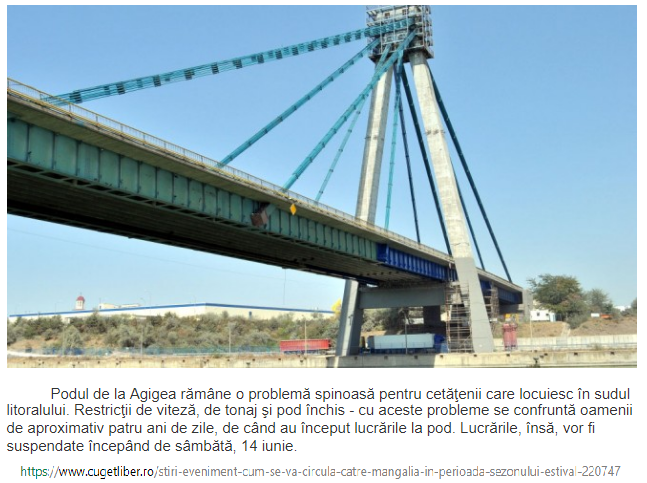 Podul de la Agigea rămâne o problemă spinoasă pentru cetăţenii care locuiesc în sudul
litoralului. Restricţii de viteză, de tonaj şi pod închis - cu aceste probleme se confruntă oamenii
de aproximativ patru ani de zile, de când au început lucrările la pod. Lucrările, însă, vor fi
suspendate începând de sâmbătă, 14 iunie.
https://www.cugetliber.ro/stiri-eveniment-cum-se-va-circula-catre-mangalia-in-perioada-sezonului-estival-220747